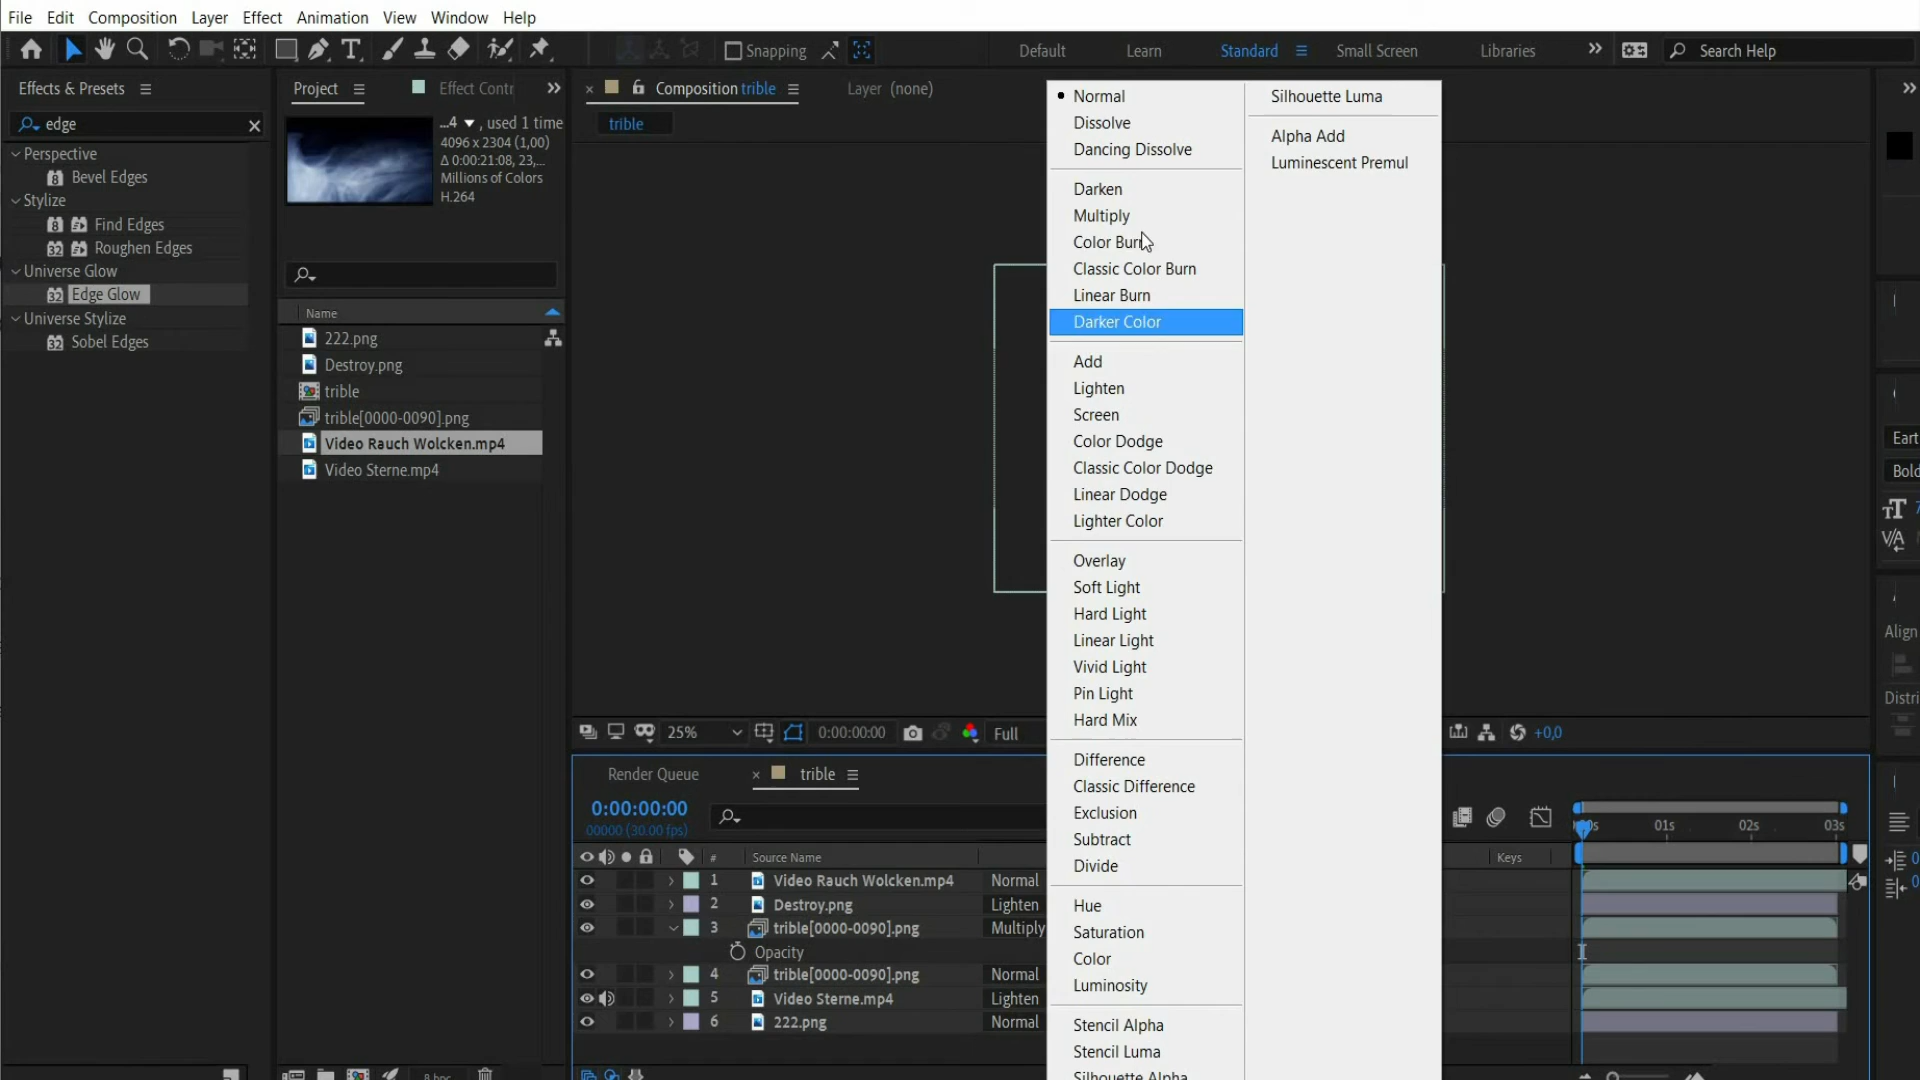 File Edit Composition Layer Effect Animation View Window Help
Snapping Default Learn Standard Small Screen Libraries Search Help
Effects & Presets
edge
Perspective
Bevel Edges
Stylize
Find Edges
Roughen Edges
Universe Glow
Edge Glow
Universe Stylize
Sobel Edges
Project Effect Contr
...4 , used 1 time
4096 x 2304 (1,00)
Δ 0:00:21:08, 23,...
Millions of Colors
H.264
Name
222.png
Destroy.png
trible
trible[0000-0090].png
Video Rauch Wolcken.mp4
Video Sterne.mp4
8 bpc
Composition trible Layer (none)
trible
Normal
Dissolve
Dancing Dissolve
Darken
Multiply
Color Burn
Classic Color Burn
Linear Burn
Darker Color
Add
Lighten
Screen
Color Dodge
Classic Color Dodge
Linear Dodge
Lighter Color
Overlay
Soft Light
Hard Light
Linear Light
Vivid Light
Pin Light
Hard Mix
Difference
Classic Difference
Exclusion
Subtract
Divide
Hue
Saturation
Color
Luminosity
Stencil Alpha
Stencil Luma
Silhouette Alpha
Silhouette Luma
Alpha Add
Luminescent Premul
25% 0:00:00:00 Full +0,0
Render Queue trible
0:00:00:00
00000 (30.00 fps)
# Source Name Keys
1 Video Rauch Wolcken.mp4 Normal
2 Destroy.png Lighten
3 trible[0000-0090].png Multiply
Opacity
4 trible[0000-0090].png Normal
5 Video Sterne.mp4 Lighten
6 222.png Normal
01s 02s 03s
Eart
Bold
Align
Distri